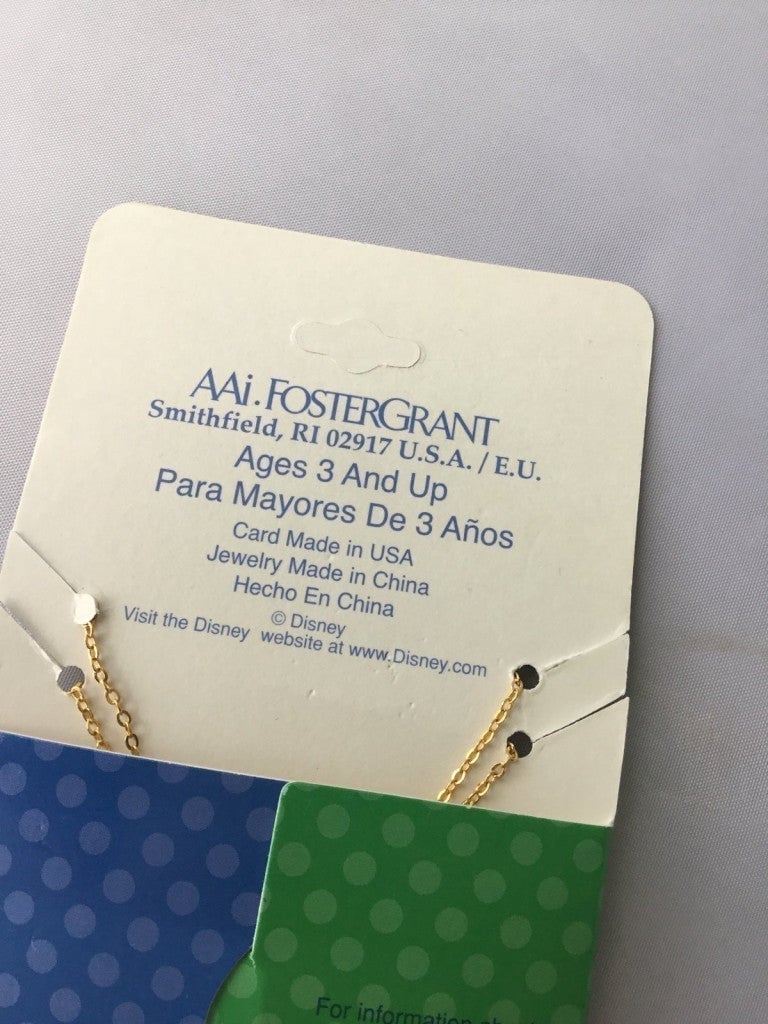 AAi.FOSTERGRANT
Smithfield, RI 02917 U.S.A. / E.U.
Ages 3 And Up
Para Mayores De 3 Años
Card Made in USA
Jewelry Made in China
Hecho En China
© Disney
Visit the Disney website at www.Disney.com
For information